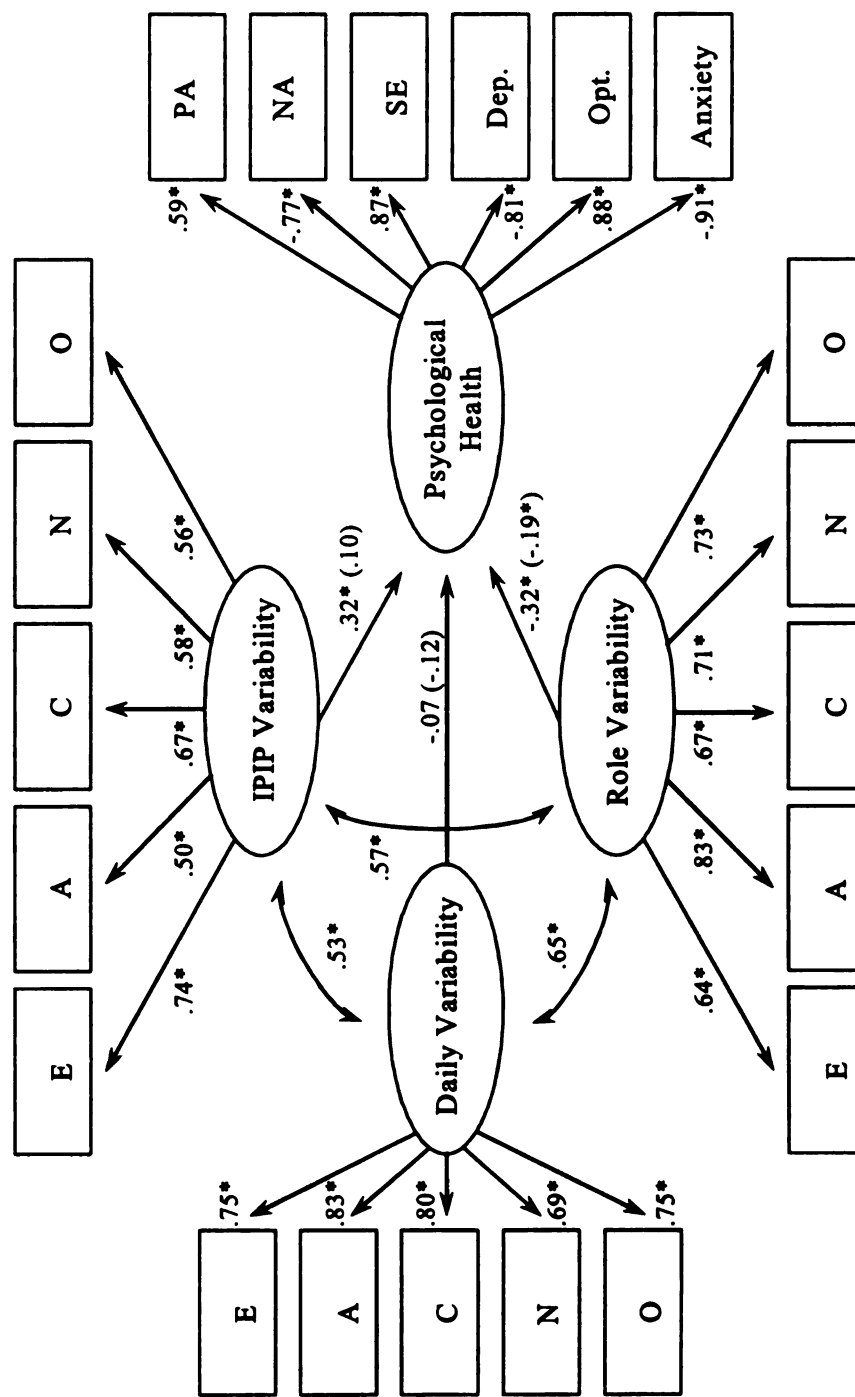 E
A
C
N
O
.75*
.83*
.80*
.69*
.75*
Daily Variability
E
A
C
N
O
.74*
.50*
.67*
.58*
.56*
IPIP Variability
.53*
.57*
.65*
.32* (.10)
-.07 (-.12)
-.32* (-.19*)
Role Variability
.64*
.83*
.67*
.71*
.73*
E
A
C
N
O
Psychological
Health
.59*
-.77*
.87*
-.81*
.88*
-.91*
PA
NA
SE
Dep.
Opt.
Anxiety